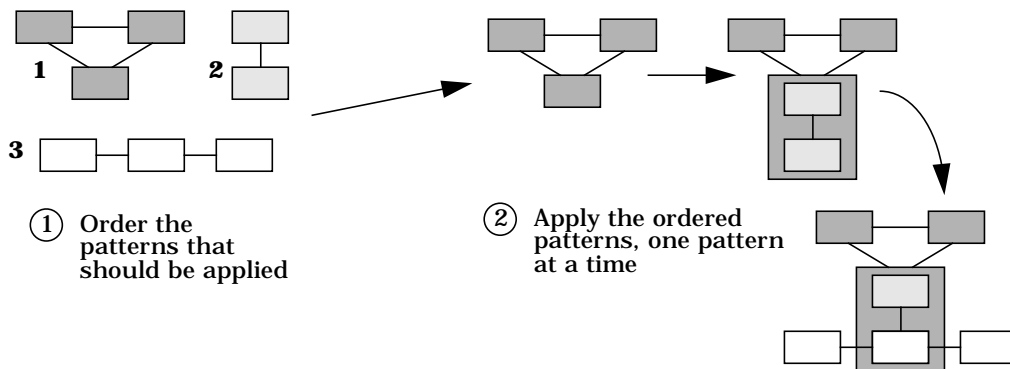 1
2
3
1 Order the
patterns that
should be applied
2 Apply the ordered
patterns, one pattern
at a time